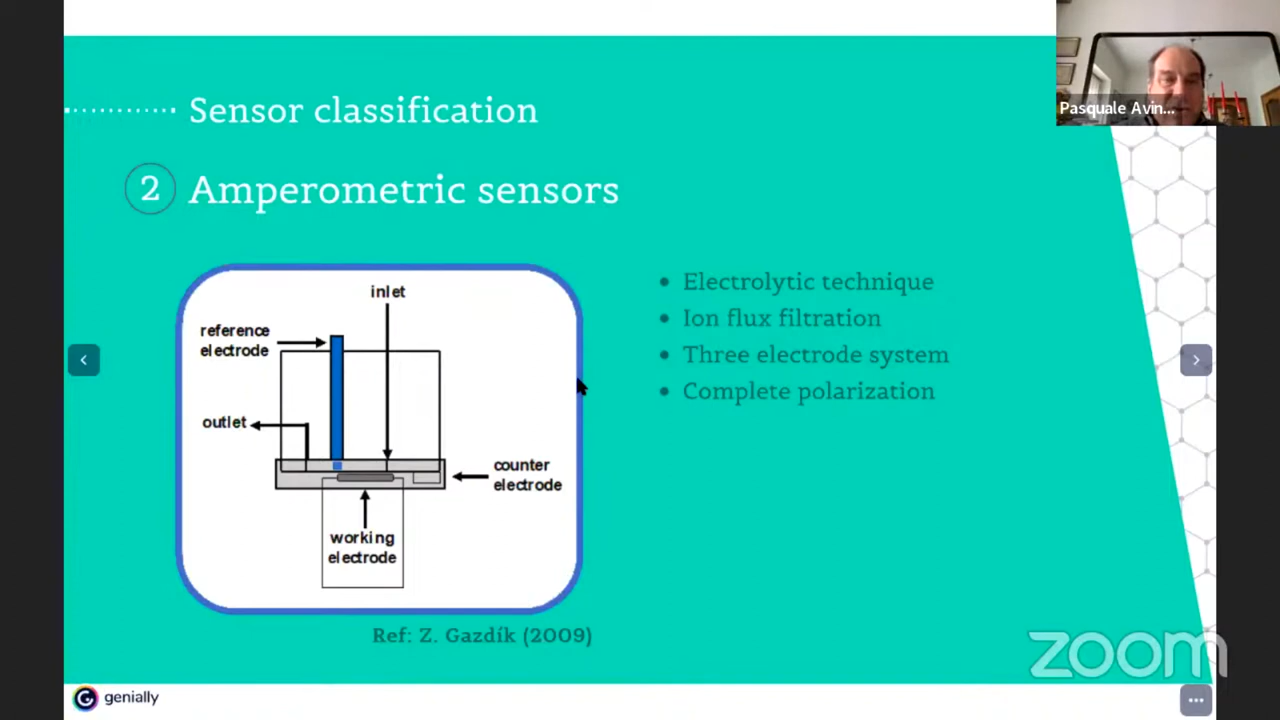 Pasquale Avin...
Sensor classification
2 Amperometric sensors
inlet
reference
electrode
outlet
counter
electrode
working
electrode
• Electrolytic technique
• Ion flux filtration
• Three electrode system
• Complete polarization
Ref: Z. Gazdík (2009)
zoom
genially